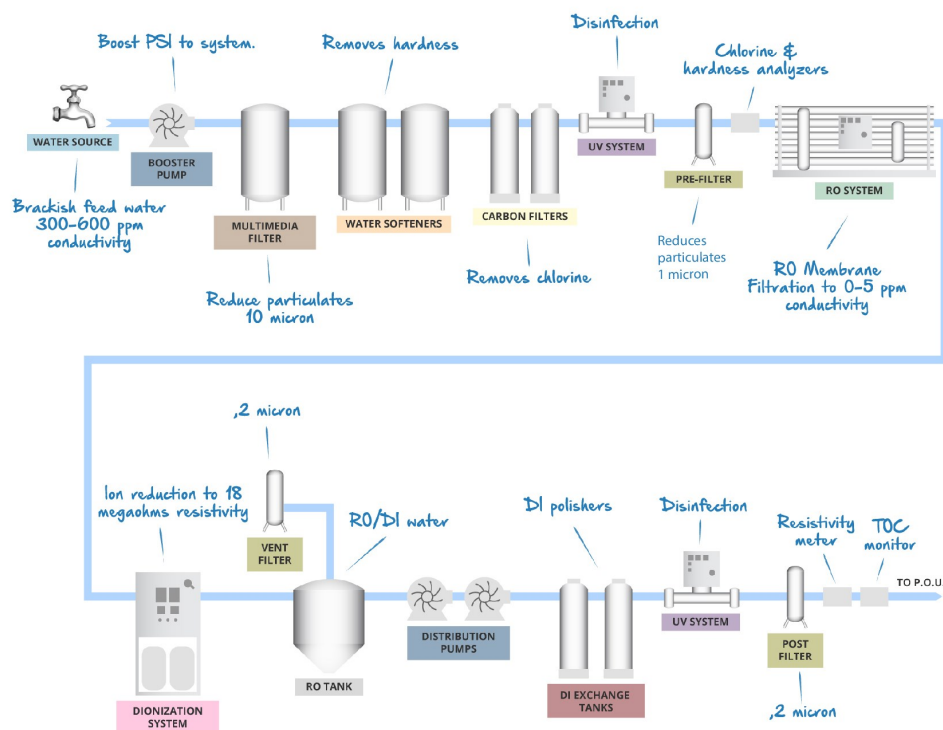 Disinfection
Boost PSI to system.
Removes hardness
Chlorine &
hardness analyzers
WATER SOURCE
BOOSTER
PUMP
UV SYSTEM
PRE-FILTER
RO SYSTEM
Brackish feed water
300-600 ppm
conductivity
MULTIMEDIA
FILTER
WATER SOFTENERS
CARBON FILTERS
Reduces
particulates
1 micron
Removes chlorine
RO Membrane
Filtration to 0-5 ppm
conductivity
Reduce particulates
10 micron
,2 micron
Ion reduction to 18
megaohms resistivity
RO/DI water
DI polishers
Disinfection
Resistivity
meter
TOC
monitor
VENT
FILTER
TO P.O.U
DISTRIBUTION
PUMPS
UV SYSTEM
POST
FILTER
RO TANK
DI EXCHANGE
TANKS
DIONIZATION
SYSTEM
,2 micron